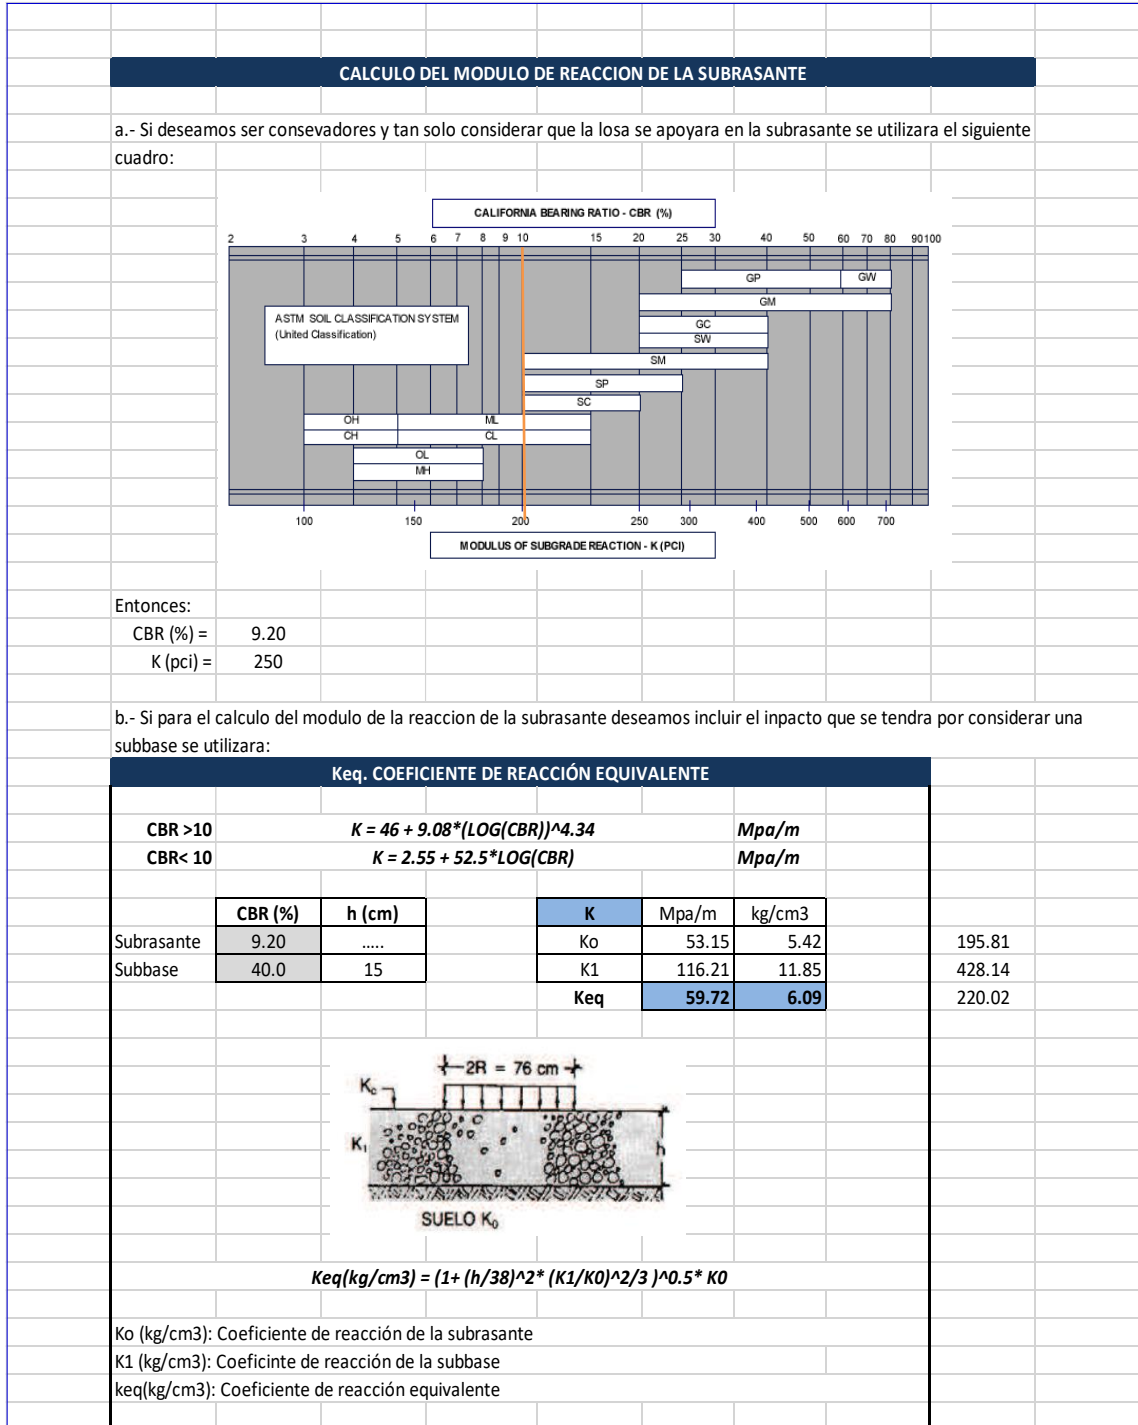 CALCULO DEL MODULO DE REACCION DE LA SUBRASANTE
a.- Si deseamos ser consevadores y tan solo considerar que la losa se apoyara en la subrasante se utilizara el siguiente
cuadro:
CALIFORNIA BEARING RATIO - CBR (%)
2 3 4 5 6 7 8 9 10 15 20 25 30 40 50 60 70 80 90 100
GP GW
GM
ASTM SOIL CLASSIFICATION SYSTEM
(United Classification)
GC
SW
SM
SP
SC
OH ML
CH CL
OL
MH
100 150 200 250 300 400 500 600 700
MODULUS OF SUBGRADE REACTION - K (PCI)
Entonces:
CBR (%) = 9.20
K (pci) = 250
b.- Si para el calculo del modulo de la reaccion de la subrasante deseamos incluir el inpacto que se tendra por considerar una
subbase se utilizara:
Keq. COEFICIENTE DE REACCIÓN EQUIVALENTE
CBR >10 K = 46 + 9.08*(LOG(CBR))^4.34 Mpa/m
CBR< 10 K = 2.55 + 52.5*LOG(CBR) Mpa/m
CBR (%) h (cm) K Mpa/m kg/cm3
Subrasante 9.20 ..... Ko 53.15 5.42 195.81
Subbase 40.0 15 K1 116.21 11.85 428.14
Keq 59.72 6.09 220.02
2R = 76 cm
Kc
K1
h
SUELO K0
Keq(kg/cm3) = (1+ (h/38)^2* (K1/K0)^2/3 )^0.5* K0
Ko (kg/cm3): Coeficiente de reacción de la subrasante
K1 (kg/cm3): Coeficinte de reacción de la subbase
keq(kg/cm3): Coeficiente de reacción equivalente